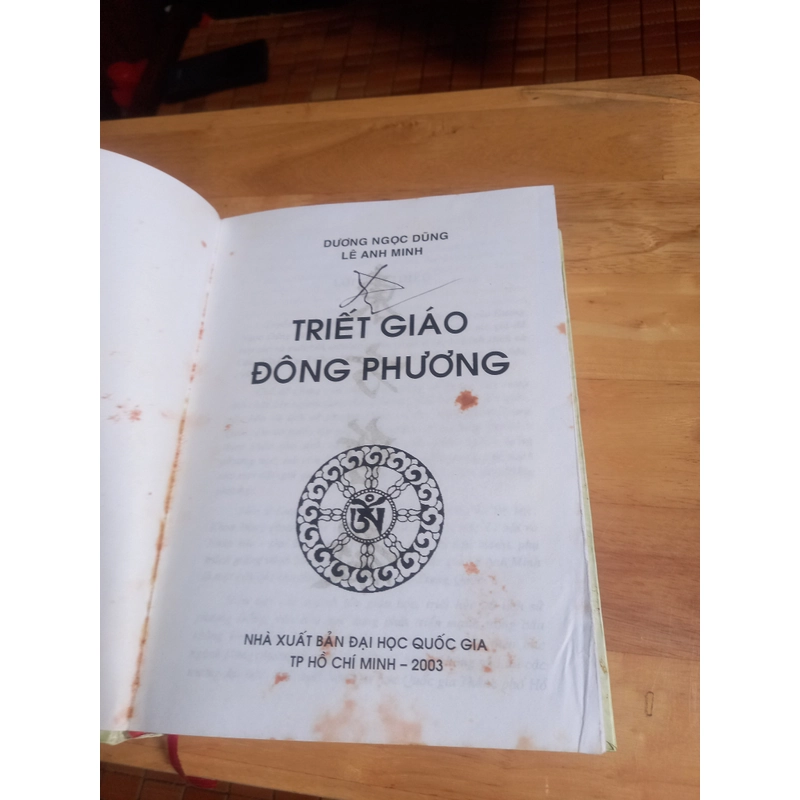 DƯƠNG NGỌC DŨNG
LÊ ANH MINH
TRIẾT GIÁO
ĐÔNG PHƯƠNG
NHÀ XUẤT BẢN ĐẠI HỌC QUỐC GIA
TP HỒ CHÍ MINH – 2003